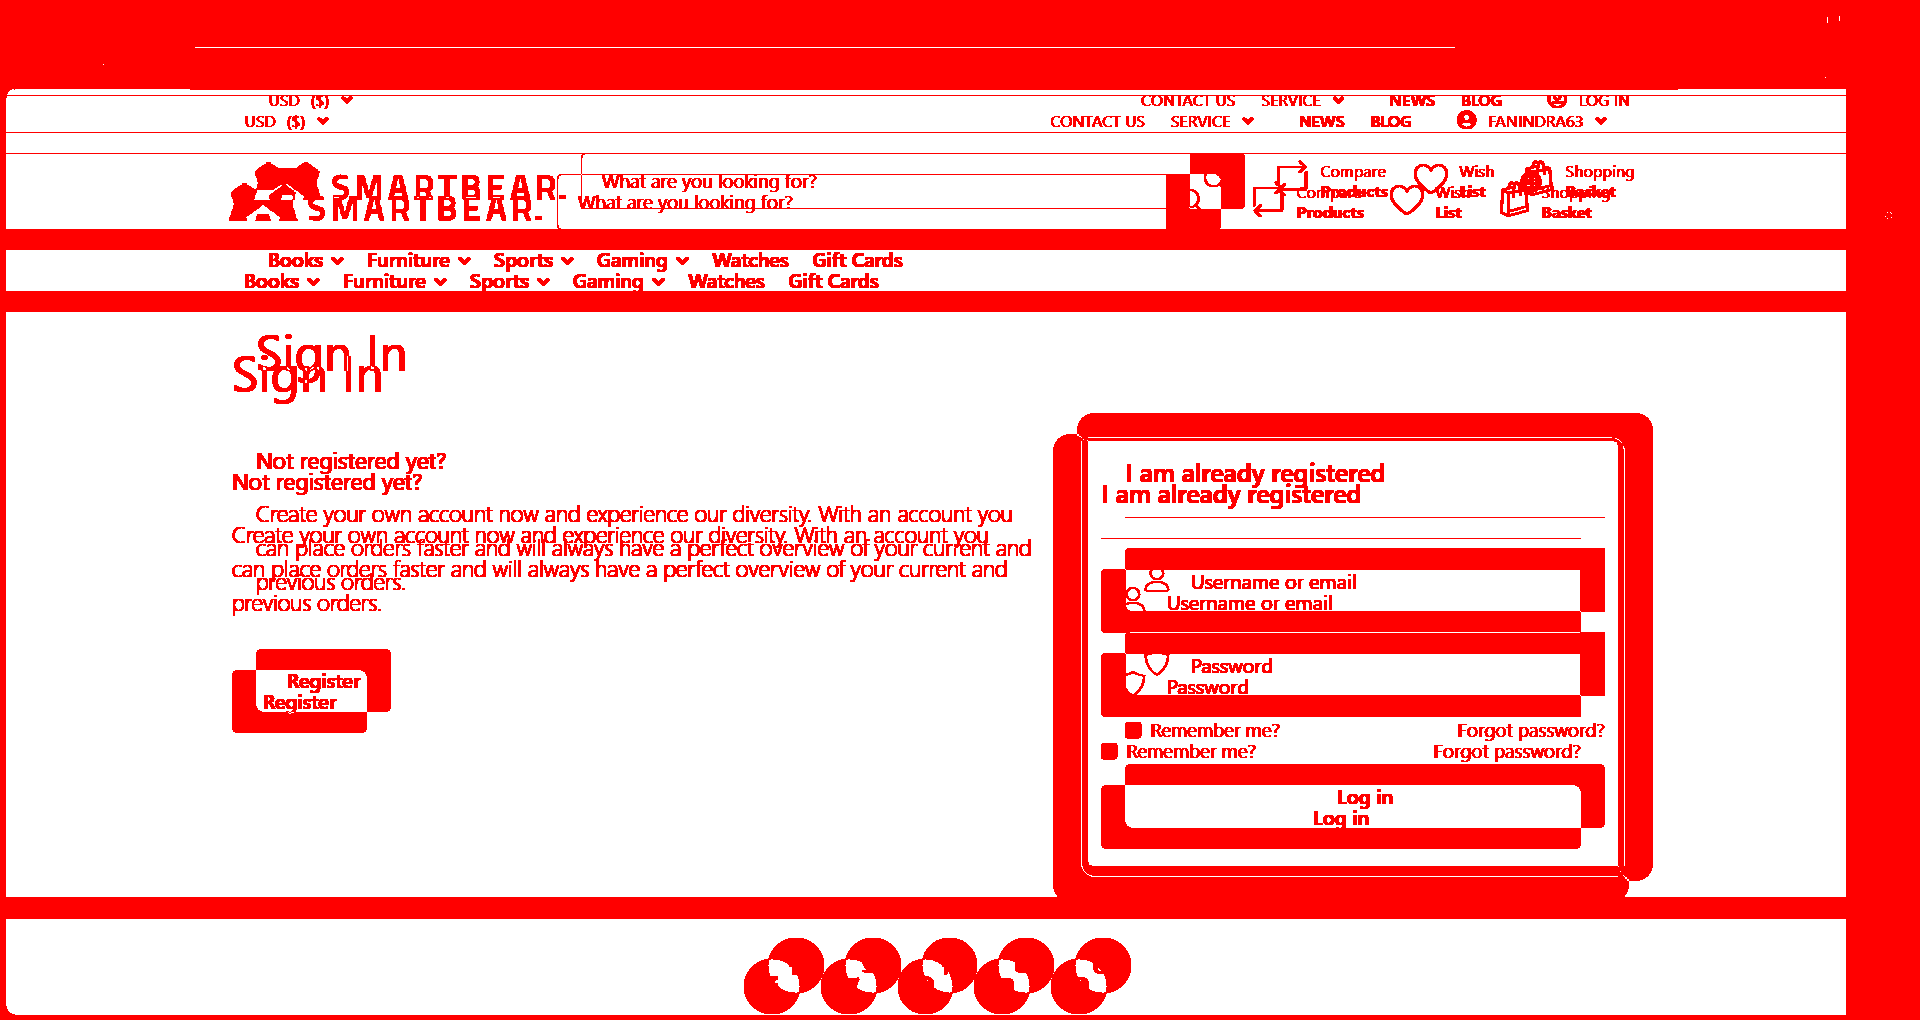 USD ($) CONTACT US SERVICE NEWS BLOG LOG IN
USD ($) CONTACT US SERVICE NEWS BLOG FANINDRA63
SMARTBEAR. What are you looking for? Compare Products Wish List Shopping Basket
SMARTBEAR. What are you looking for? Compare Products Wish List Shopping Basket
Books Furniture Sports Gaming Watches Gift Cards
Books Furniture Sports Gaming Watches Gift Cards
Sign In
Sign In
Not registered yet?
Not registered yet?
Create your own account now and experience our diversity. With an account you
Create your own account now and experience our diversity. With an account you
can place orders faster and will always have a perfect overview of your current and
can place orders faster and will always have a perfect overview of your current and
previous orders.
previous orders.
Register
Register
I am already registered
I am already registered
Username or email
Username or email
Password
Password
Remember me? Forgot password?
Remember me? Forgot password?
Log in
Log in